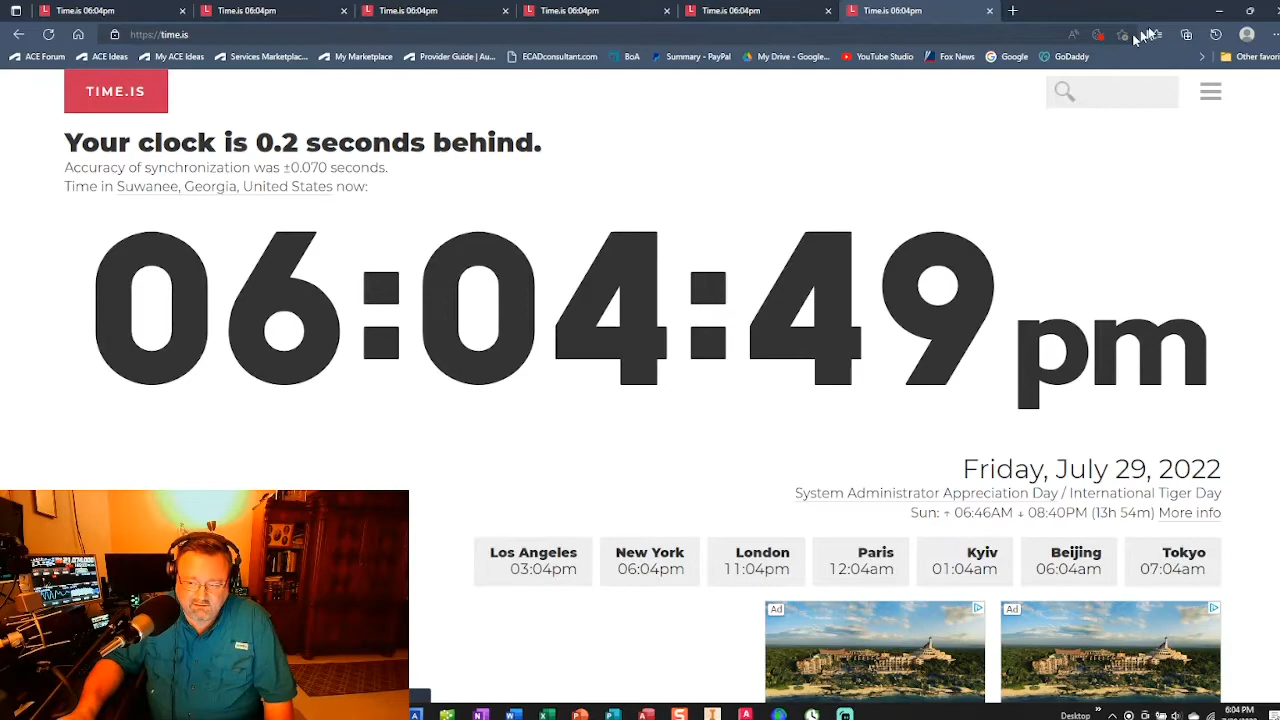 Time.is 06:04pm
Time.is 06:04pm
Time.is 06:04pm
Time.is 06:04pm
Time.is 06:04pm
Time.is 06:04pm
https://time.is
ACE Forum
ACE Ideas
My ACE Ideas
Services Marketplac...
My Marketplace
Provider Guide | Au...
ECADconsultant.com
BoA
Summary - PayPal
My Drive - Google...
YouTube Studio
Fox News
Google
GoDaddy
Other favori
TIME.IS
Your clock is 0.2 seconds behind.
Accuracy of synchronization was ±0.070 seconds.
Time in Suwanee, Georgia, United States now:
06:04:49 pm
Friday, July 29, 2022
System Administrator Appreciation Day / International Tiger Day
Sun: ↑ 06:46AM ↓ 08:40PM (13h 54m) More info
Los Angeles
03:04pm
New York
06:04pm
London
11:04pm
Paris
12:04am
Kyiv
01:04am
Beijing
06:04am
Tokyo
07:04am
Ad
Ad
Desktop
6:04 PM